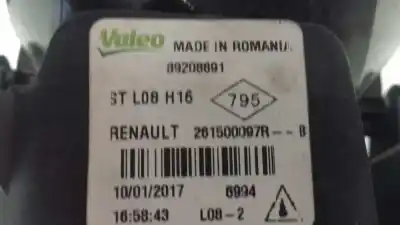 Valeo MADE IN ROMANIA
89208691
ST L08 H16 795
RENAULT 261500097R--B
10/01/2017 6994
16:58:43 L08-2